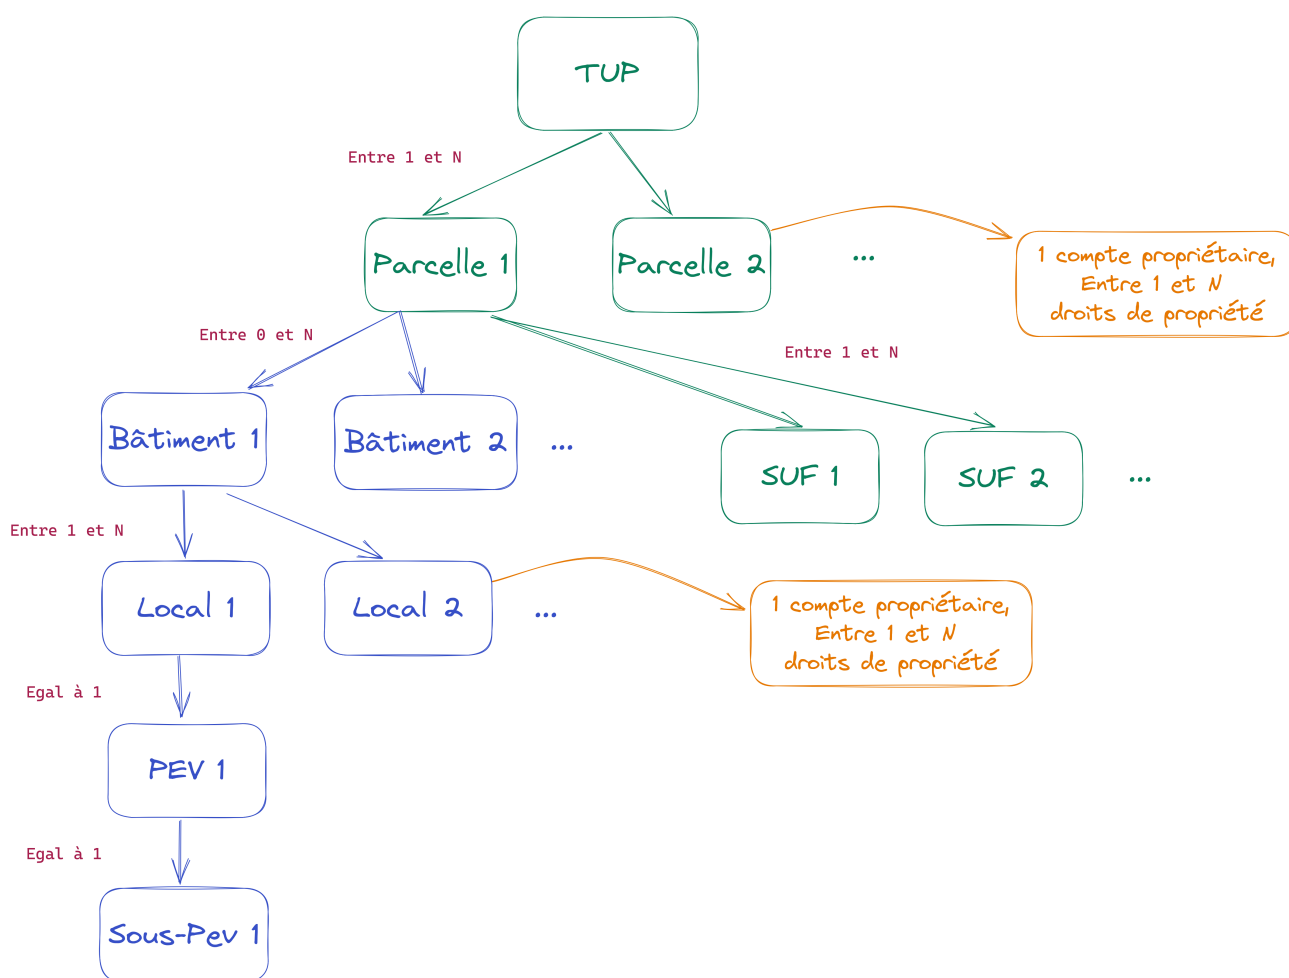 TUP
Entre 1 et N
Parcelle 1
Parcelle 2
...
1 compte propriétaire,
Entre 1 et N
droits de propriété
Entre 0 et N
Entre 1 et N
Bâtiment 1
Bâtiment 2
...
SUF 1
SUF 2
...
Entre 1 et N
Local 1
Local 2
...
1 compte propriétaire,
Entre 1 et N
droits de propriété
Egal à 1
PEV 1
Egal à 1
Sous-Pev 1